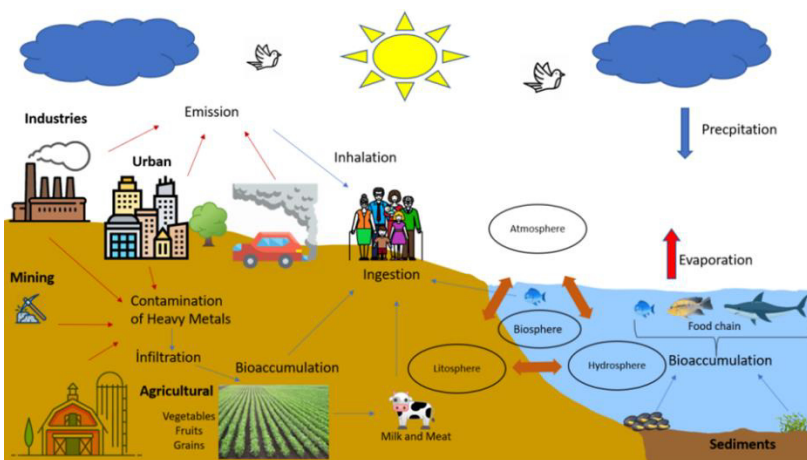 Industries
Emission
Precpitation
Urban
Inhalation
Atmosphere
Evaporation
Mining
Ingestion
Contamination
of Heavy Metals
Biosphere
Food chain
İnfiltration
Bioaccumulation
Litosphere
Hydrosphere
Bioaccumulation
Agricultural
Vegetables
Fruits
Grains
Milk and Meat
Sediments